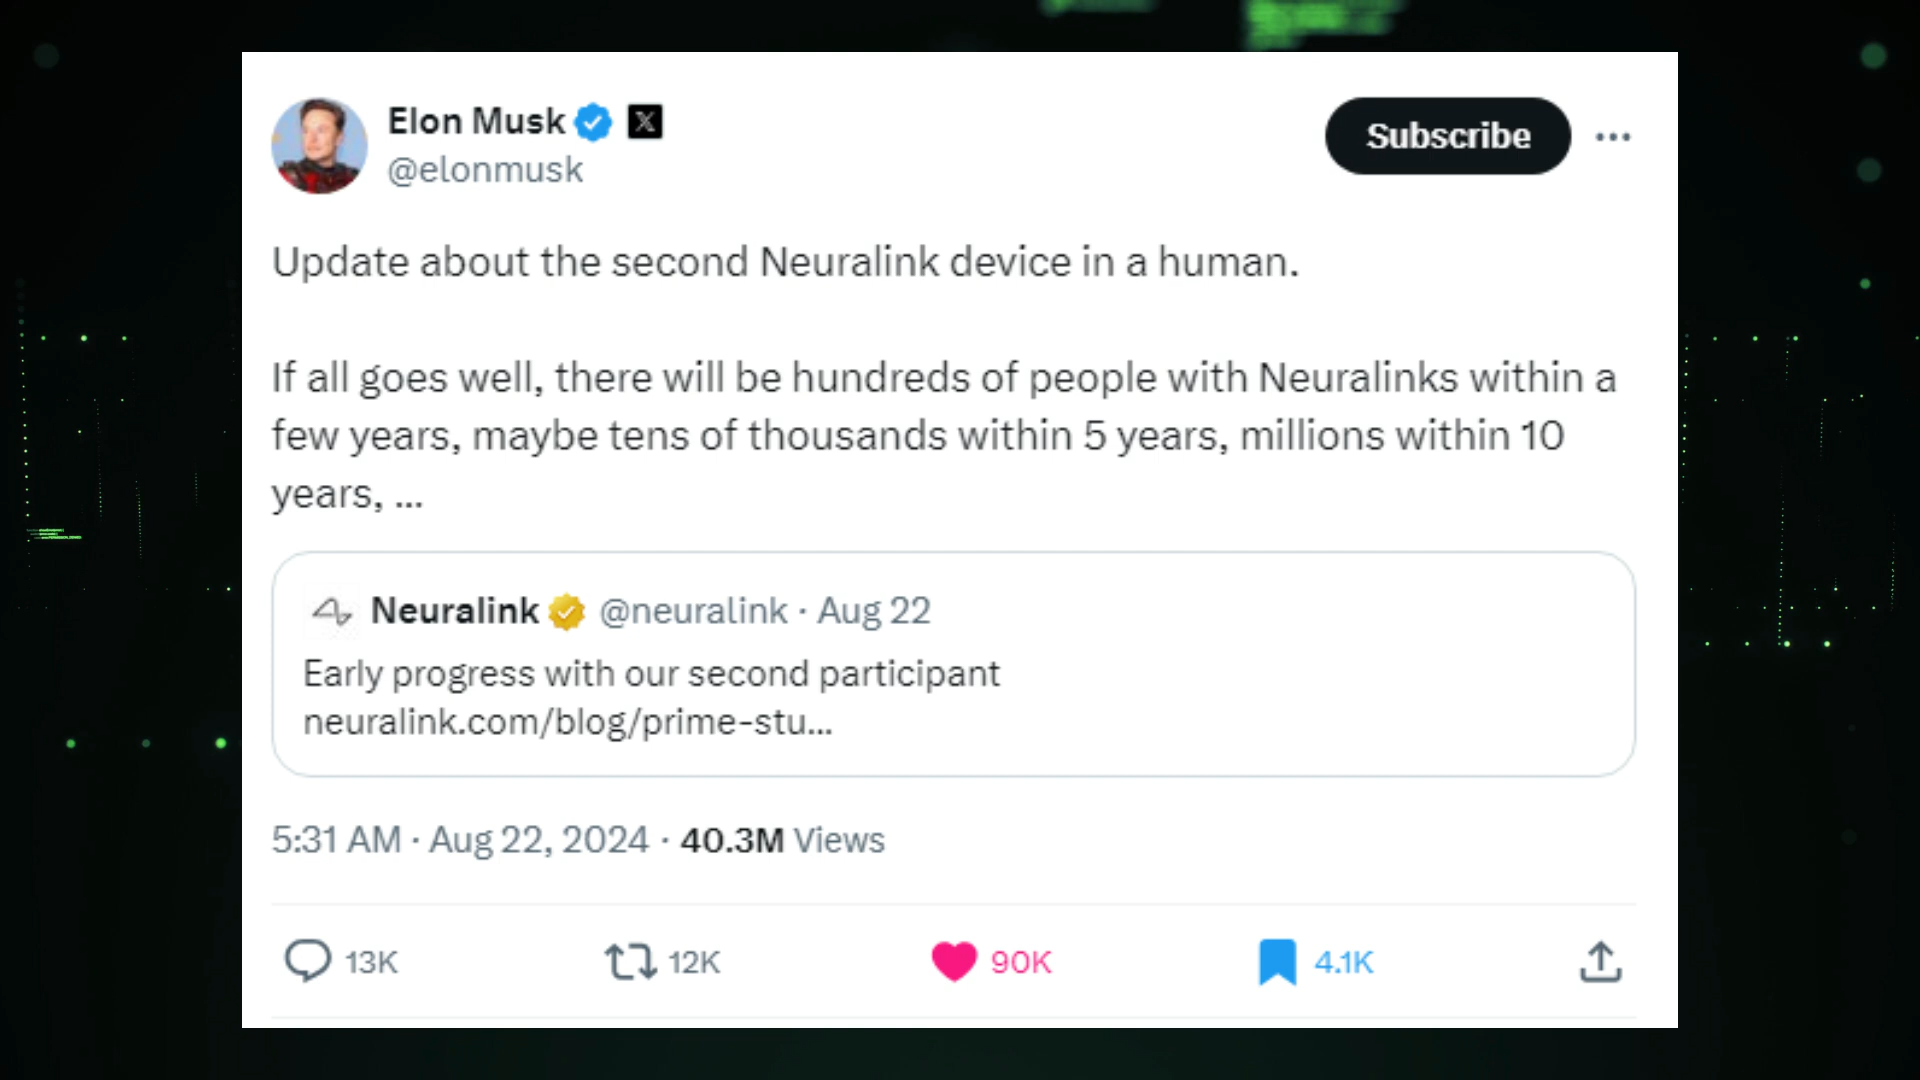 Elon Musk
@elonmusk
Subscribe
Update about the second Neuralink device in a human.
If all goes well, there will be hundreds of people with Neuralinks within a
few years, maybe tens of thousands within 5 years, millions within 10
years, ...
Neuralink @neuralink · Aug 22
Early progress with our second participant
neuralink.com/blog/prime-stu...
5:31 AM · Aug 22, 2024 · 40.3M Views
13K 12K 90K 4.1K